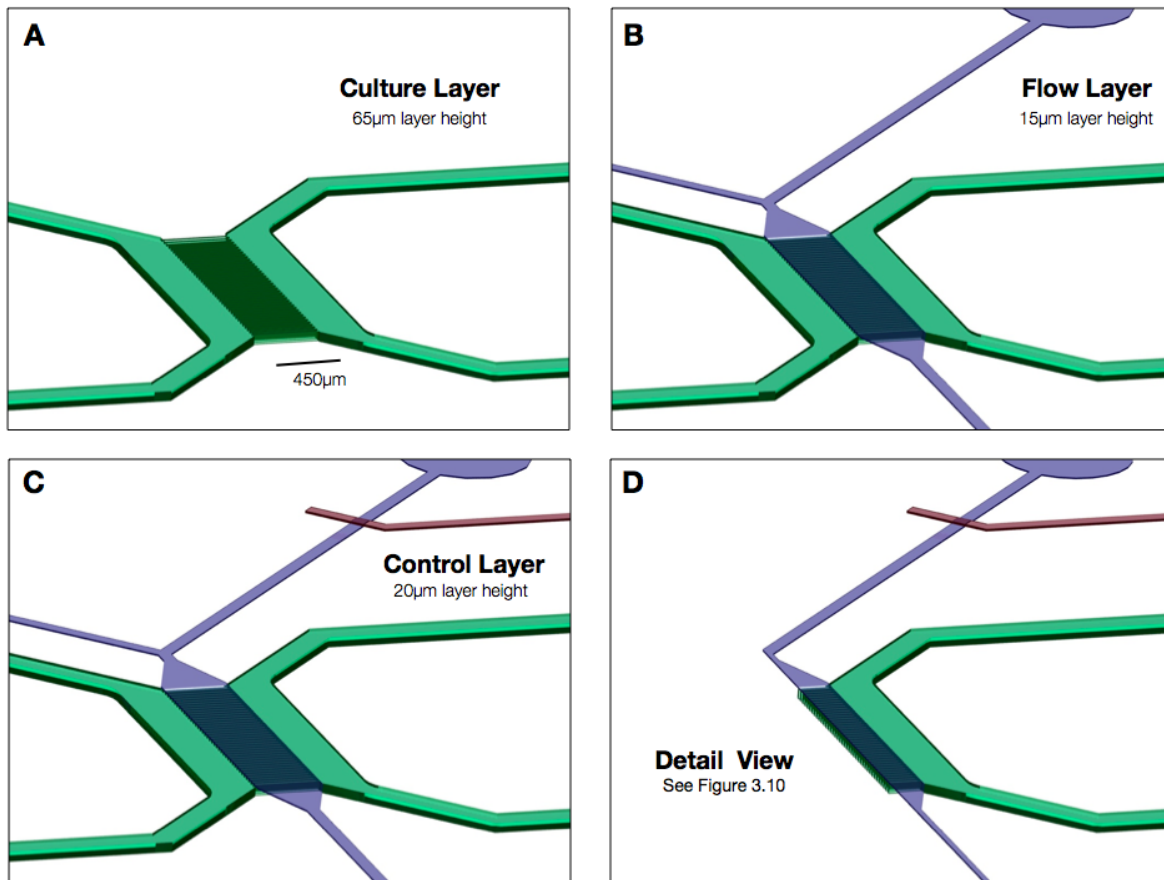 A
Culture Layer
65µm layer height
450µm
B
Flow Layer
15µm layer height
C
Control Layer
20µm layer height
D
Detail View
See Figure 3.10